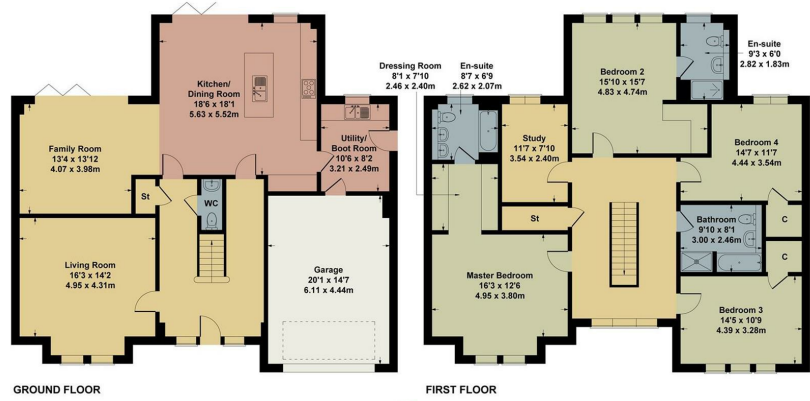 Kitchen/
Dining Room
18'6 x 18'1
5.63 x 5.52m
Family Room
13'4 x 13'12
4.07 x 3.98m
Utility/
Boot Room
10'6 x 8'2
3.21 x 2.49m
St
WC
Living Room
16'3 x 14'2
4.95 x 4.31m
Garage
20'1 x 14'7
6.11 x 4.44m
GROUND FLOOR
Dressing Room
8'1 x 7'10
2.46 x 2.40m
En-suite
8'7 x 6'9
2.62 x 2.07m
Bedroom 2
15'10 x 15'7
4.83 x 4.74m
En-suite
9'3 x 6'0
2.82 x 1.83m
Study
11'7 x 7'10
3.54 x 2.40m
Bedroom 4
14'7 x 11'7
4.44 x 3.54m
St
Bathroom
9'10 x 8'1
3.00 x 2.46m
C
C
Master Bedroom
16'3 x 12'6
4.95 x 3.80m
Bedroom 3
14'5 x 10'9
4.39 x 3.28m
FIRST FLOOR